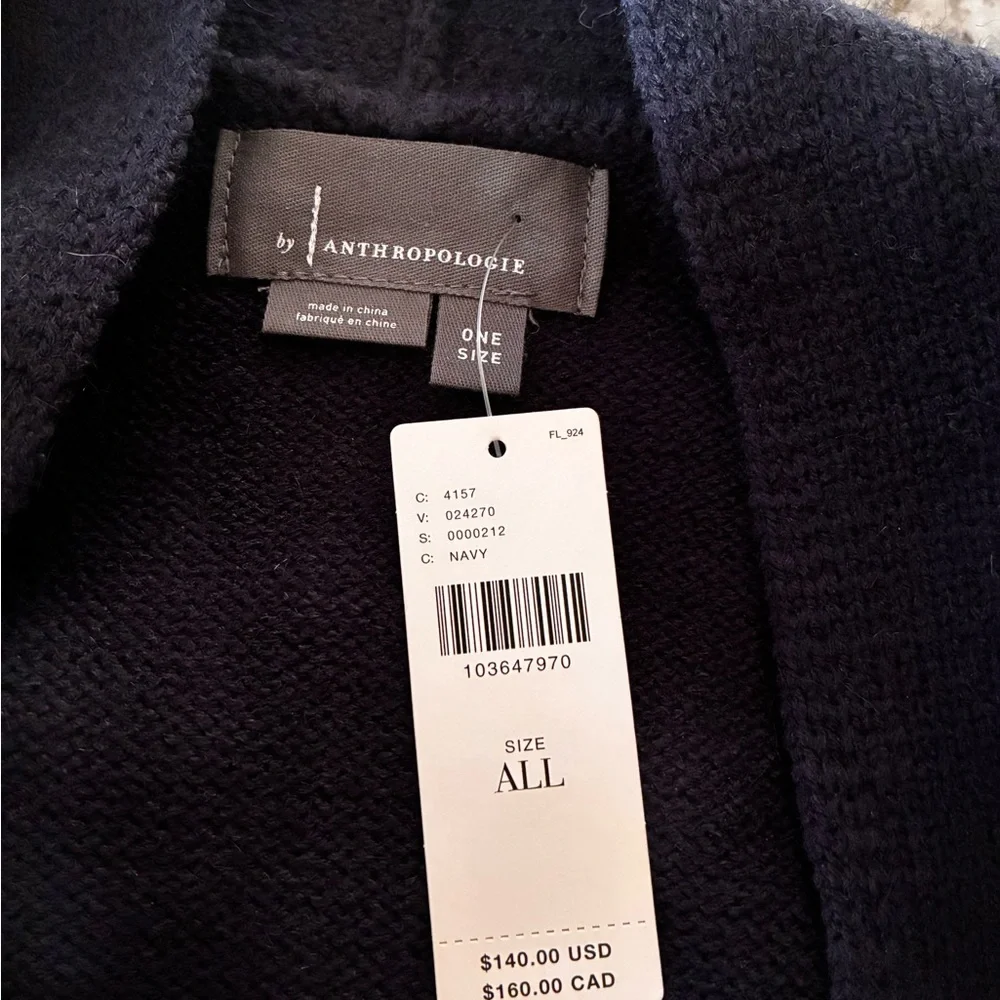 by ANTHROPOLOGIE
made in china
fabriqué en chine
ONE
SIZE
FL_924
C: 4157
V: 024270
S: 0000212
C: NAVY
103647970
SIZE
ALL
$140.00 USD
$160.00 CAD